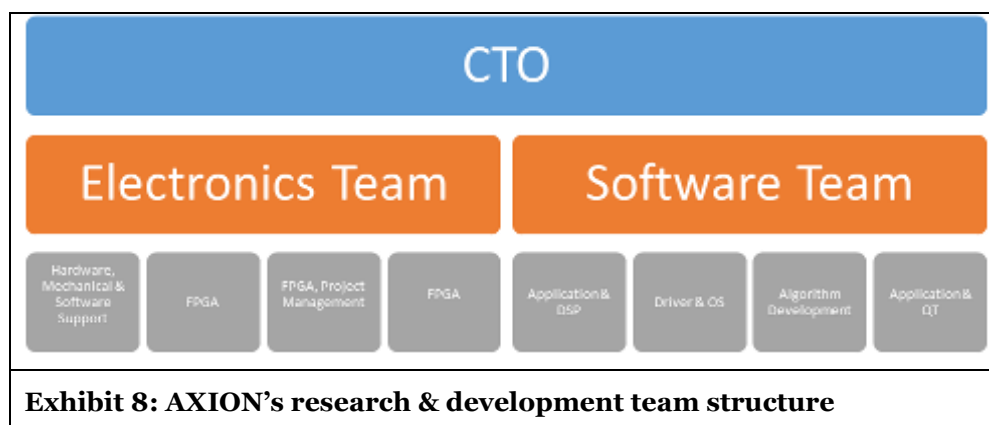 CTO
Electronics Team
Software Team
Hardware,
Mechanical &
Software
Support
FPGA
FPGA, Project
Management
FPGA
Application &
DSP
Driver & OS
Algorithm
Development
Application &
QT
Exhibit 8: AXION's research & development team structure